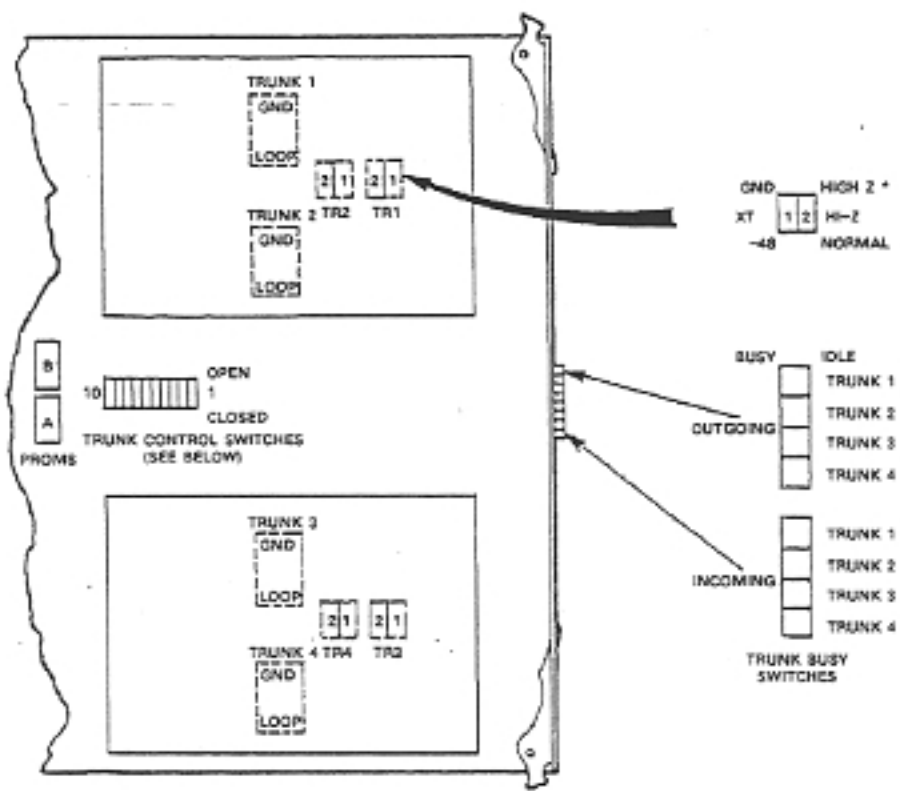 TRUNK 1
GND
LOOP
2 1
2 1
TR2
TR1
TRUNK 2
GND
LOOP
GND
HIGH Z *
XT
1 2
HI-Z
-48
NORMAL
B
A
PROMS
10
OPEN
1
CLOSED
TRUNK CONTROL SWITCHES
(SEE BELOW)
BUSY
IDLE
TRUNK 1
TRUNK 2
OUTGOING
TRUNK 3
TRUNK 4
TRUNK 1
TRUNK 2
INCOMING
TRUNK 3
TRUNK 4
TRUNK BUSY
SWITCHES
TRUNK 3
GND
LOOP
2 1
2 1
TRUNK 4
TR4
TR3
GND
LOOP